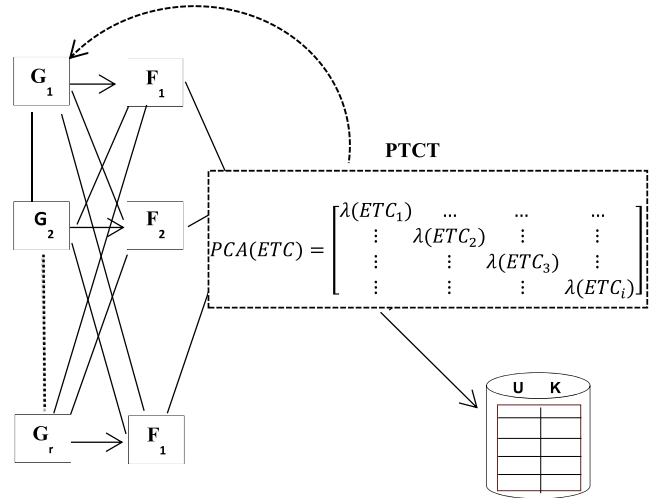 G1 F1
PTCT
G2 F2
PCA(ETC) = [λ(ETC1) ... ... ...
⋮ λ(ETC2) ⋮ ⋮
⋮ ⋮ λ(ETC3) ⋮
⋮ ⋮ ⋮ λ(ETCi)]
U K
Gr F1